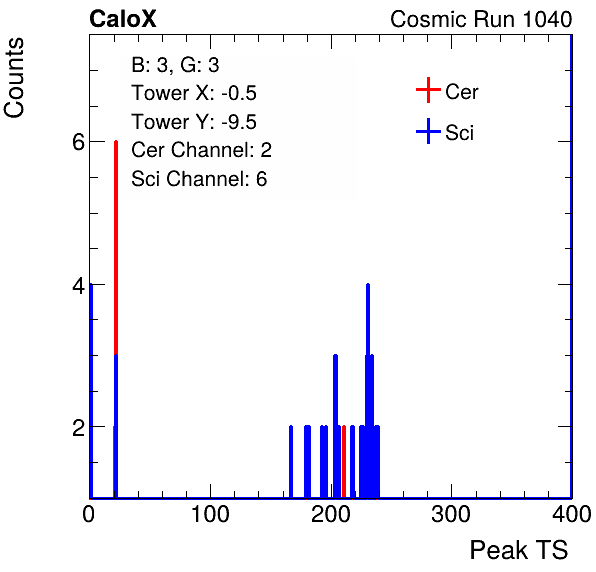 CaloX Cosmic Run 1040
Counts
B: 3, G: 3
Tower X: -0.5
Tower Y: -9.5
Cer Channel: 2
Sci Channel: 6
Cer
Sci
6
4
2
0 100 200 300 400
Peak TS